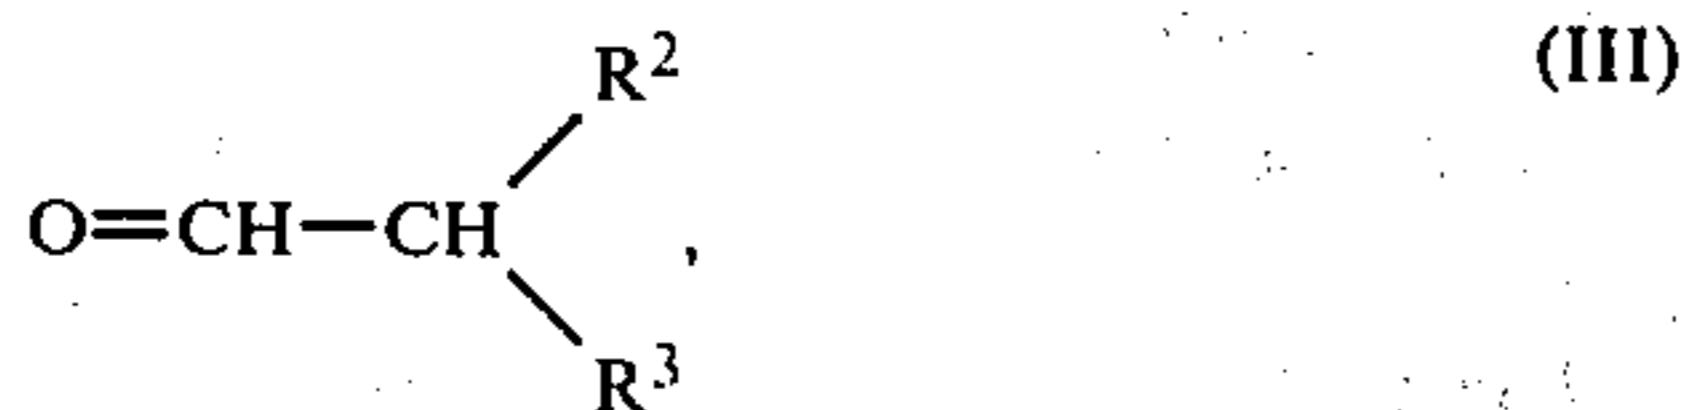 (III)
R²
O=CH—CH ,
R³